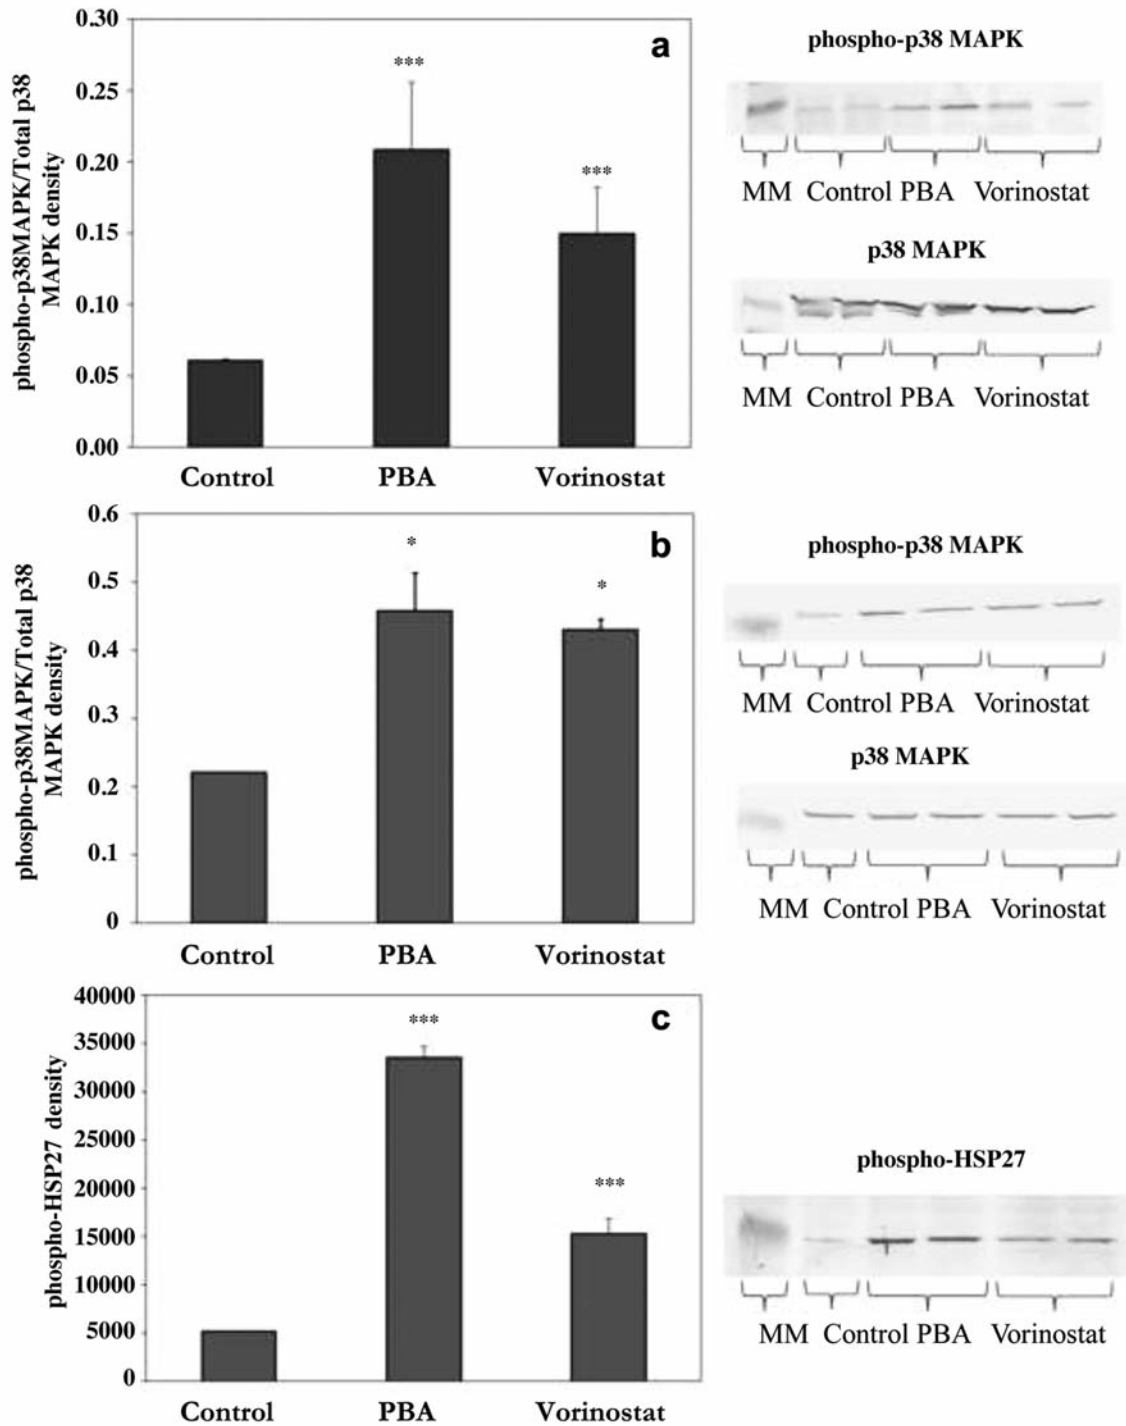 a
phospho-p38MAPK/Total p38
MAPK density
0.30
0.25
0.20
0.15
0.10
0.05
0.00
***
***
Control PBA Vorinostat
phospho-p38 MAPK
MM Control PBA Vorinostat
p38 MAPK
MM Control PBA Vorinostat
b
phospho-p38MAPK/Total p38
MAPK density
0.6
0.5
0.4
0.3
0.2
0.1
0
*
*
Control PBA Vorinostat
phospho-p38 MAPK
MM Control PBA Vorinostat
p38 MAPK
MM Control PBA Vorinostat
c
phospho-HSP27 density
40000
35000
30000
25000
20000
15000
10000
5000
0
***
***
Control PBA Vorinostat
phospho-HSP27
MM Control PBA Vorinostat